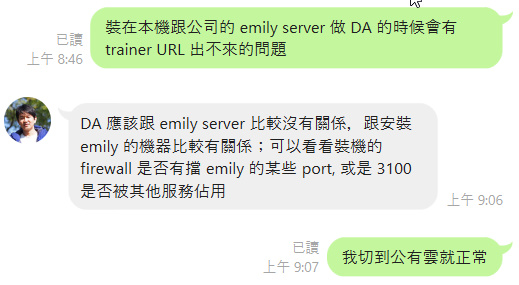 裝在本機跟公司的 emily server 做 DA 的時候會有
trainer URL 出不來的問題
已讀
上午 8:46
DA 應該跟 emily server 比較沒有關係，跟安裝
emily 的機器比較有關係；可以看看裝機的
firewall 是否有擋 emily 的某些 port, 或是 3100
是否被其他服務佔用
上午 9:06
已讀
上午 9:07
我切到公有雲就正常